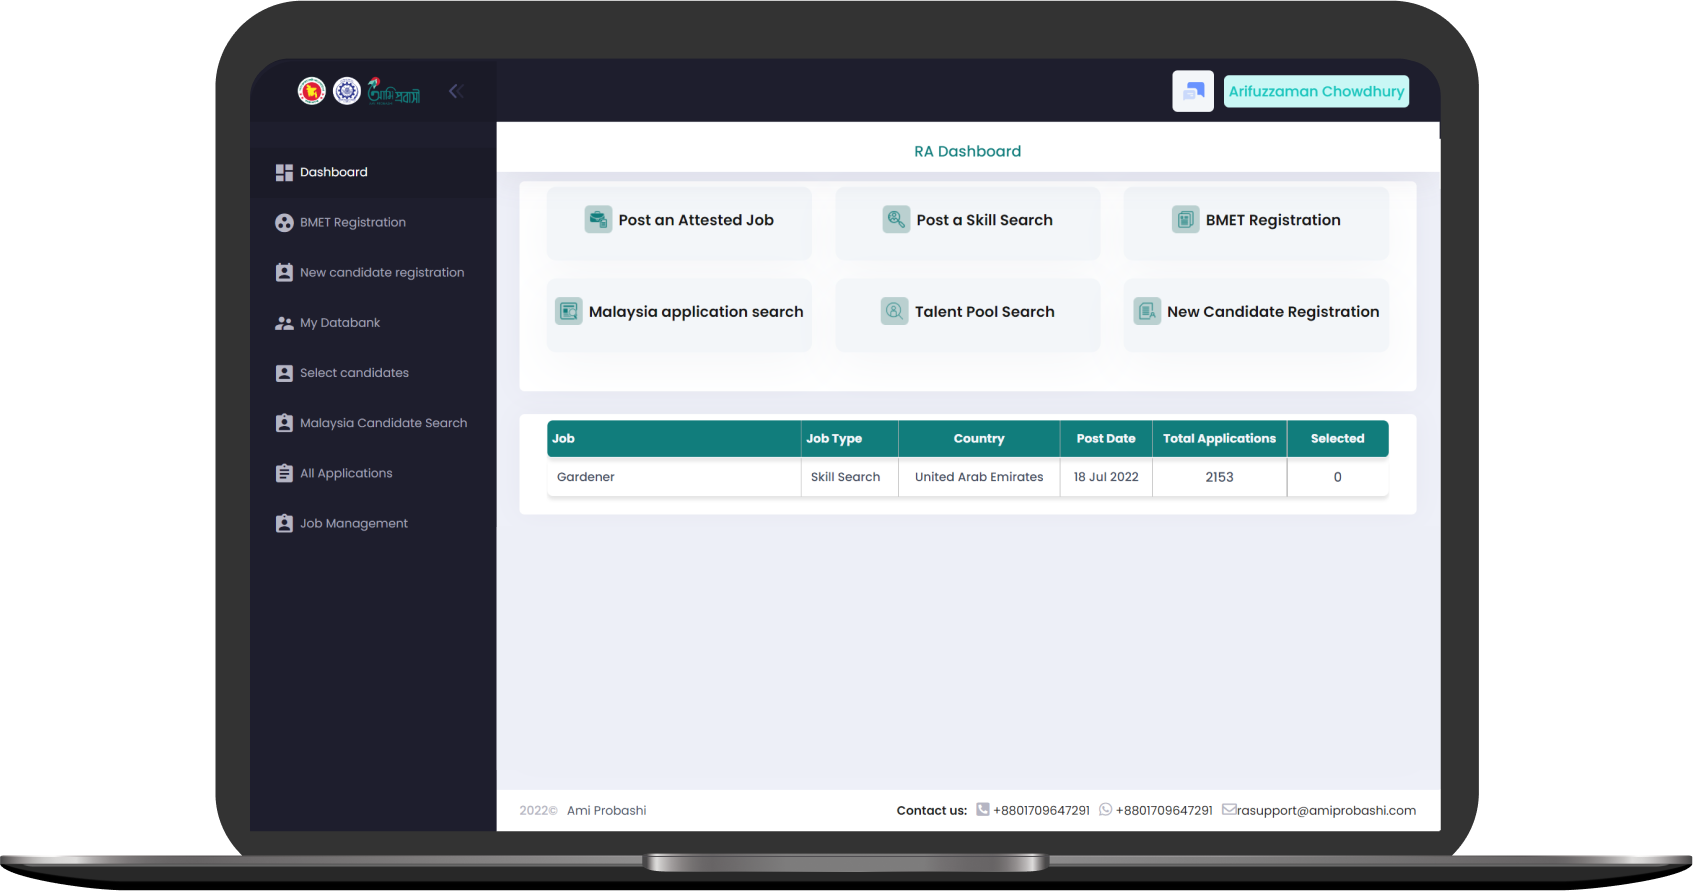 আমি প্রবাসী
Arifuzzaman Chowdhury
RA Dashboard
Dashboard
BMET Registration
New candidate registration
My Databank
Select candidates
Malaysia Candidate Search
All Applications
Job Management
Post an Attested Job
Post a Skill Search
BMET Registration
Malaysia application search
Talent Pool Search
New Candidate Registration
Job Job Type Country Post Date Total Applications Selected
Gardener Skill Search United Arab Emirates 18 Jul 2022 2153 0
2022© Ami Probashi Contact us: +8801709647291 +8801709647291 rasupport@amiprobashi.com